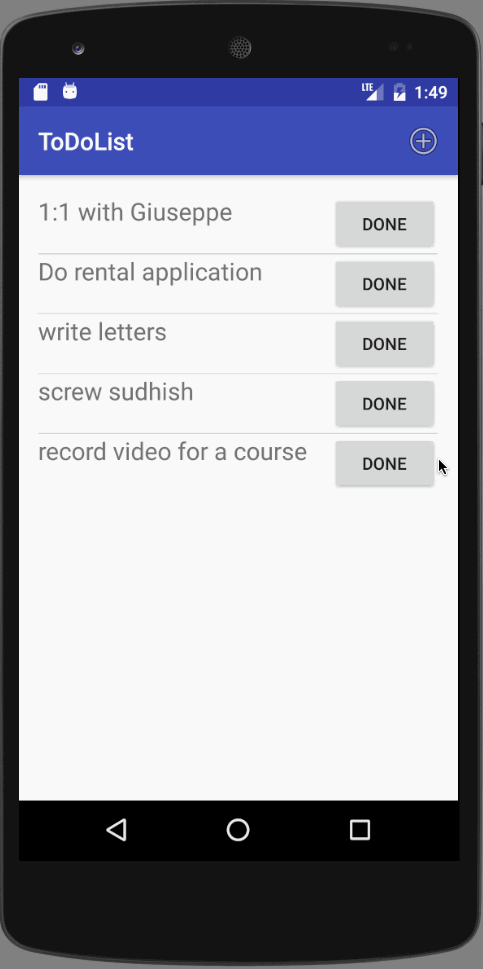 LTE
1:49
ToDoList
1:1 with Giuseppe
DONE
Do rental application
DONE
write letters
DONE
screw sudhish
DONE
record video for a course
DONE